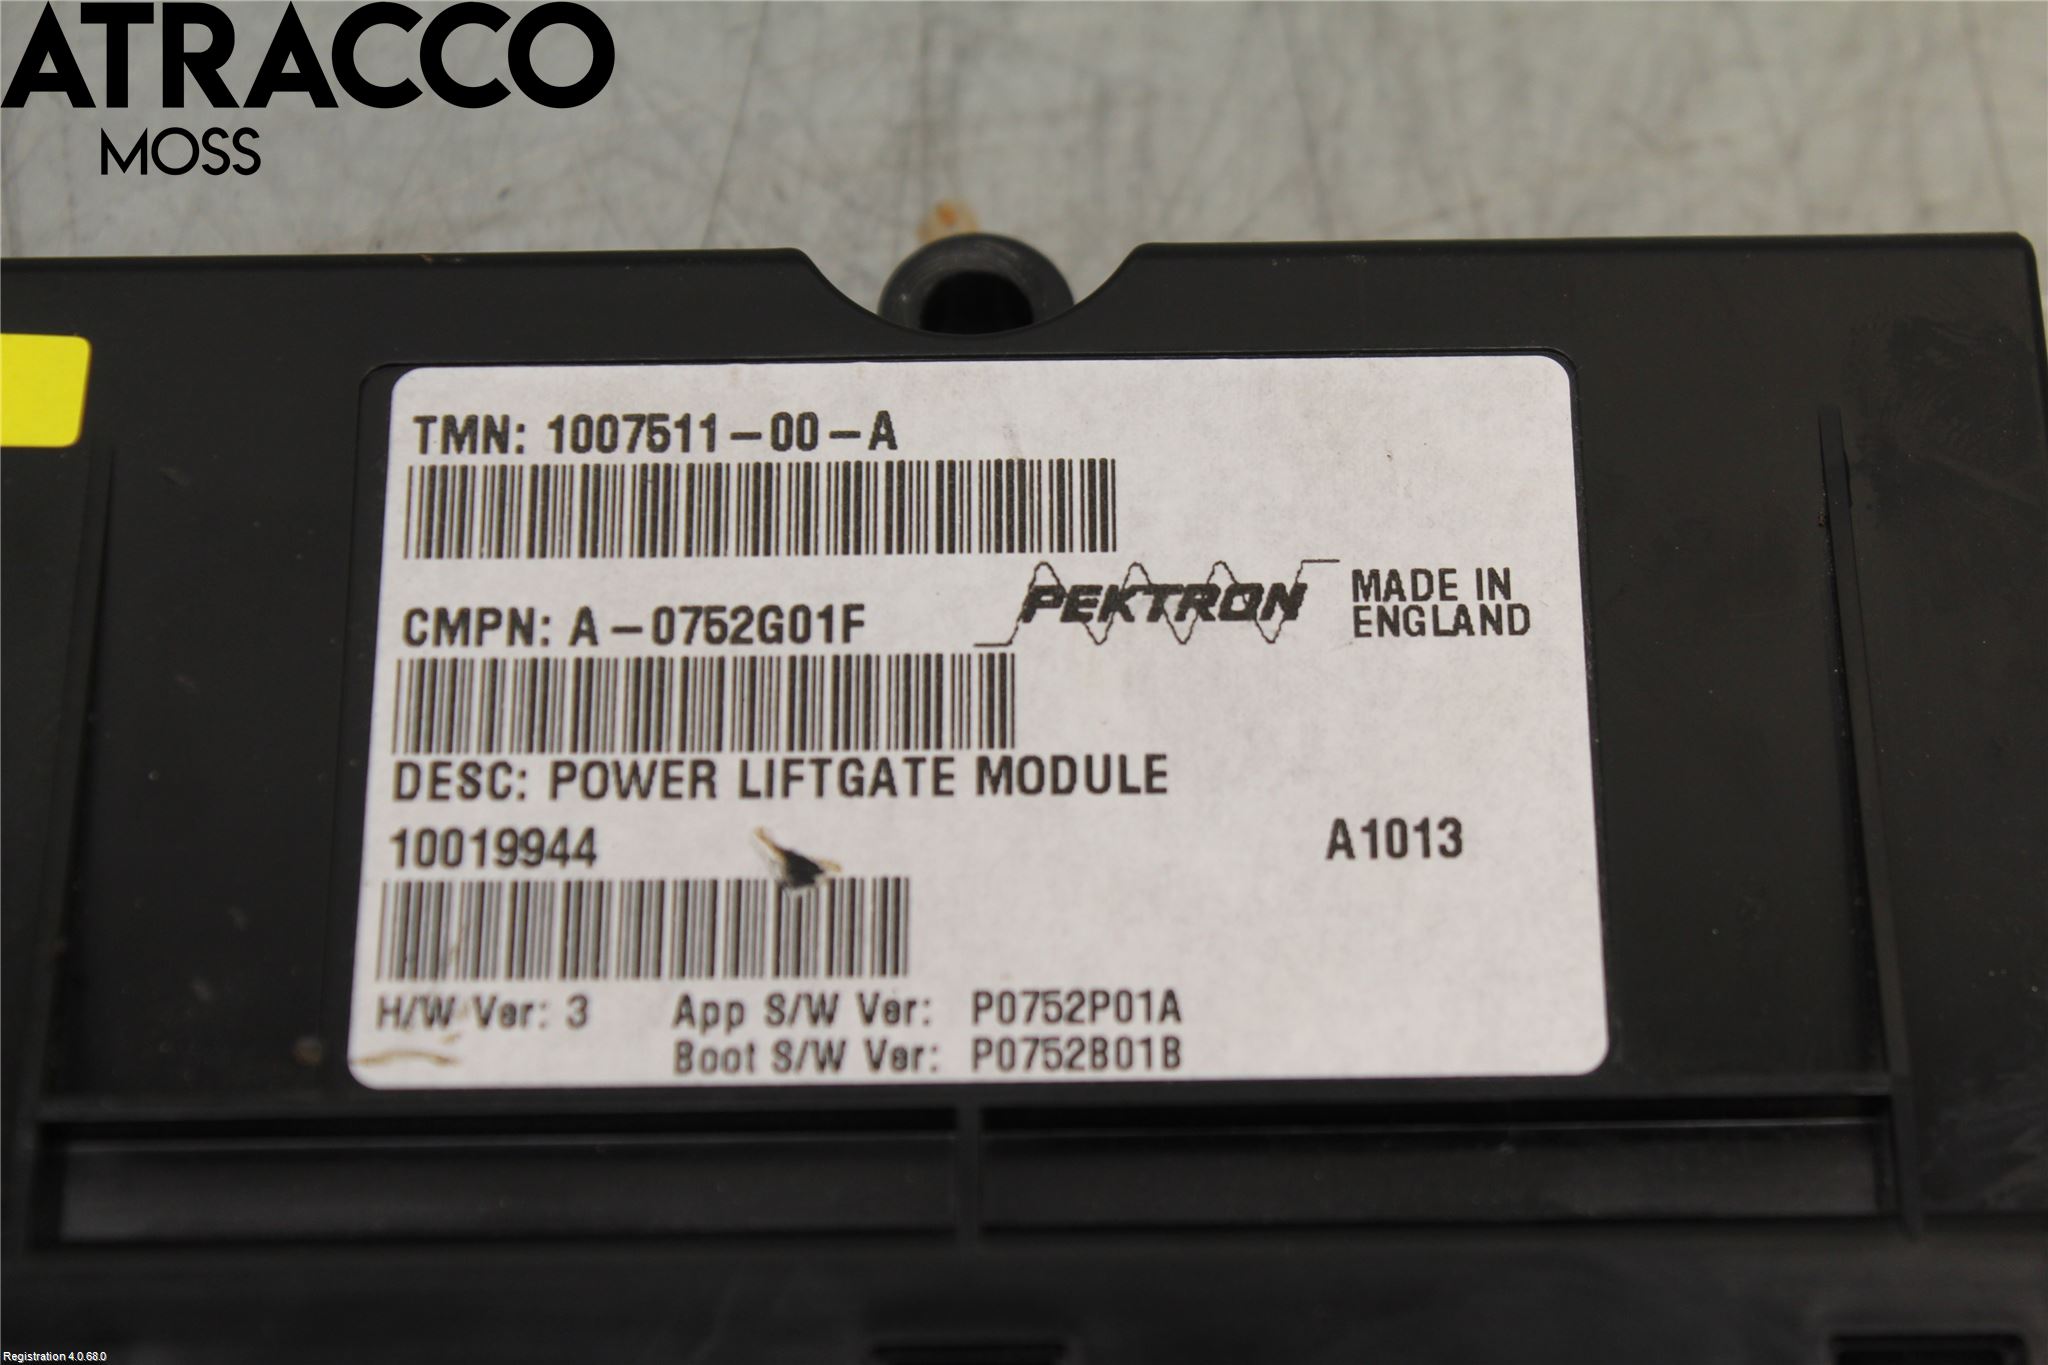 ATRACCO
MOSS
TMN: 1007511-00-A
CMPN: A-0752G01F
PEKTRON
MADE IN
ENGLAND
DESC: POWER LIFTGATE MODULE
10019944
A1013
H/W Ver: 3 App S/W Ver: P0752P01A
Boot S/W Ver: P0752B01B
Registration 4.0.68.0